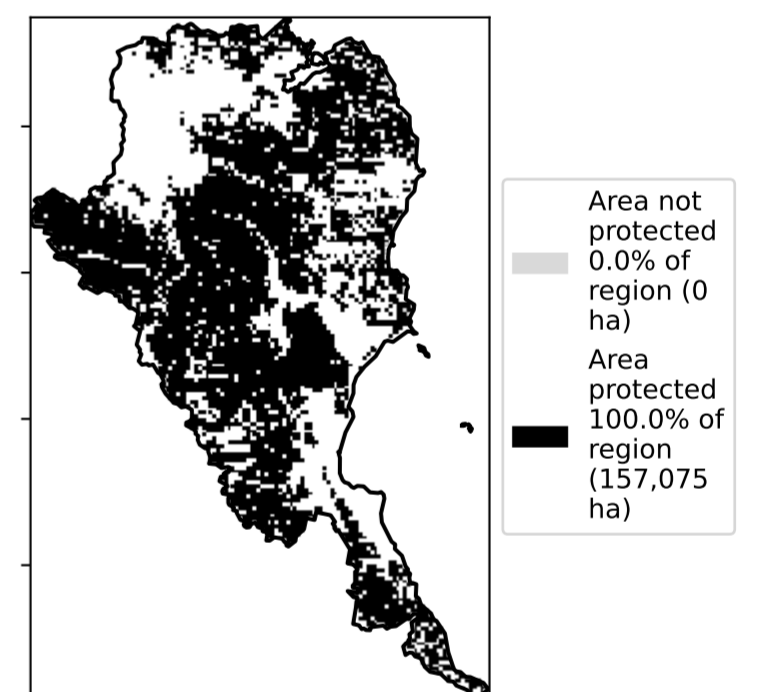 Area not
protected
0.0% of
region (0
ha)
Area
protected
100.0% of
region
(157,075
ha)